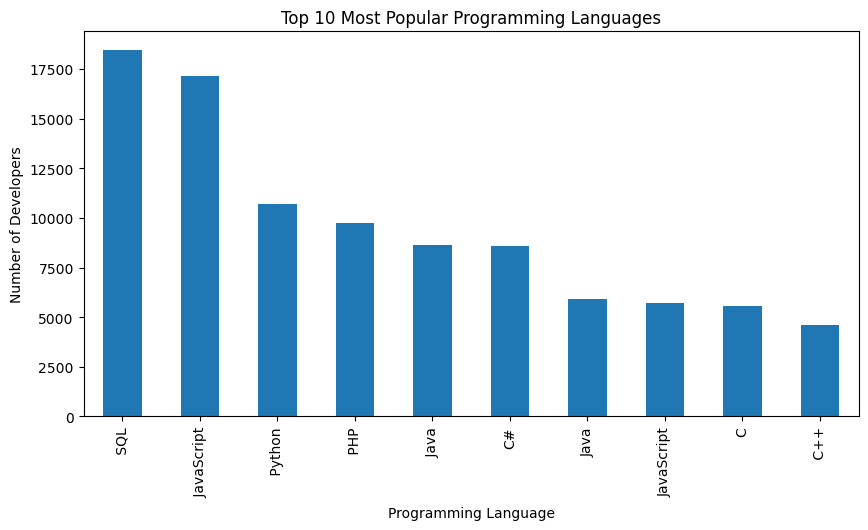 Top 10 Most Popular Programming Languages
Number of Developers
17500
15000
12500
10000
7500
5000
2500
0
SQL
JavaScript
Python
PHP
Java
C#
Java
JavaScript
C
C++
Programming Language